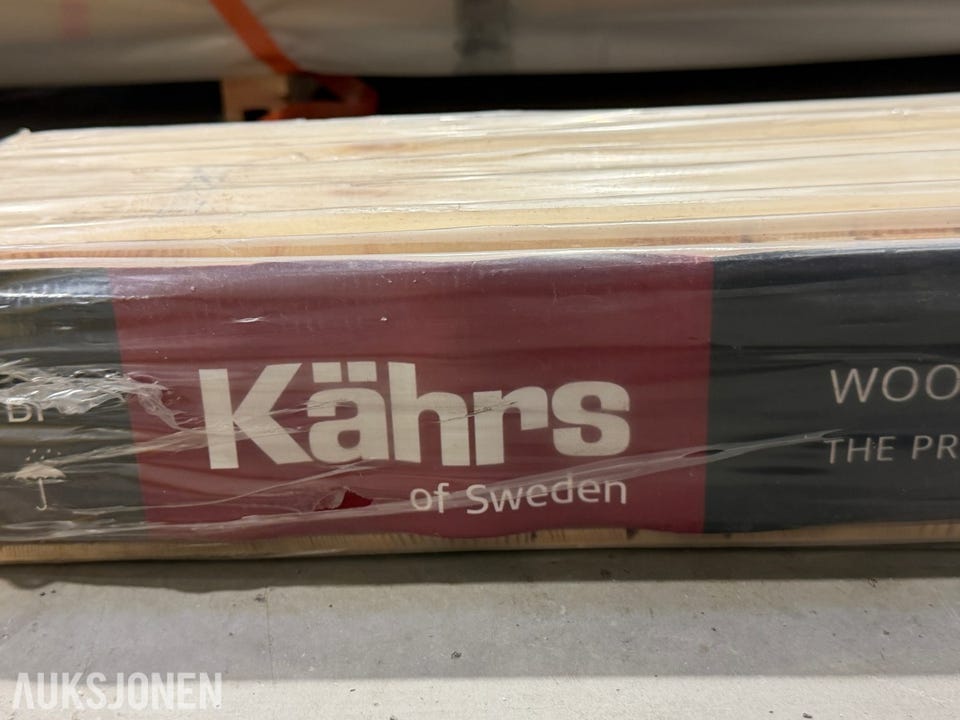 Kährs
of Sweden
WOO
THE PR
AUKSJONEN